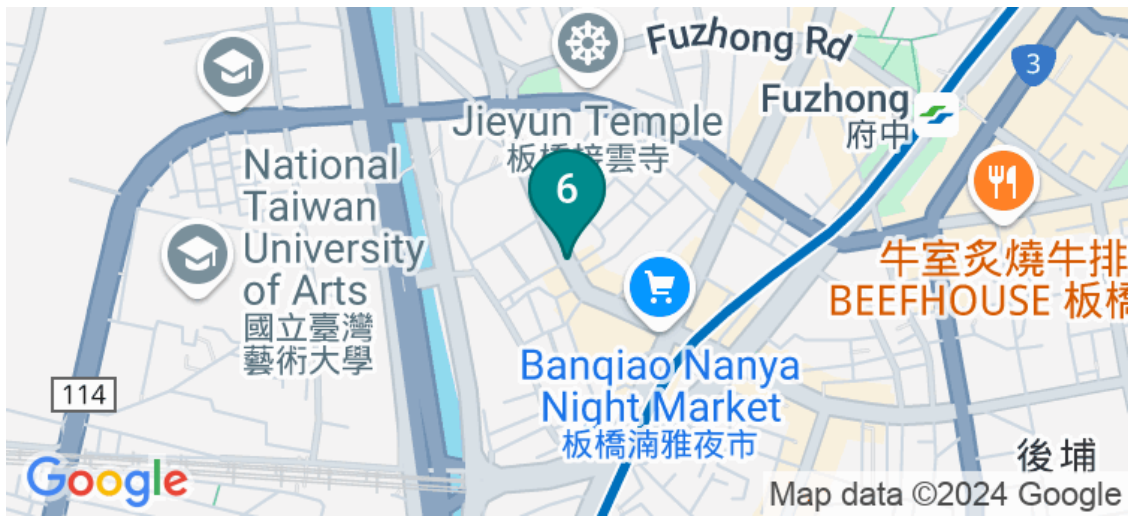 Fuzhong Rd
3
Fuzhong
府中
Jieyun Temple
板橋接雲寺
6
National
Taiwan
University
of Arts
國立臺灣
藝術大學
牛室炙燒牛排
BEEFHOUSE 板橋
Banqiao Nanya
Night Market
板橋湳雅夜市
114
後埔
Google
Map data ©2024 Google